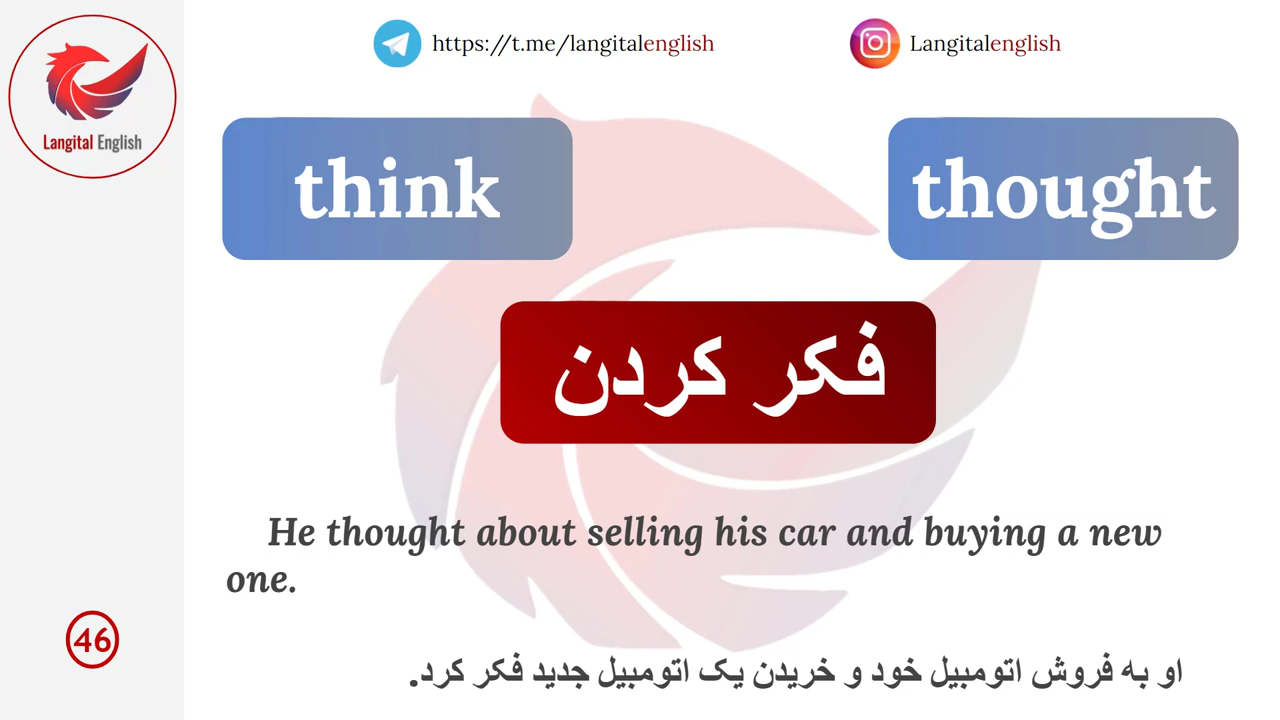 Langital English
https://t.me/langitalenglish
Langitalenglish
think
thought
فکر کردن
He thought about selling his car and buying a new
one.
او به فروش اتومبیل خود و خریدن یک اتومبیل جدید فکر کرد.
46